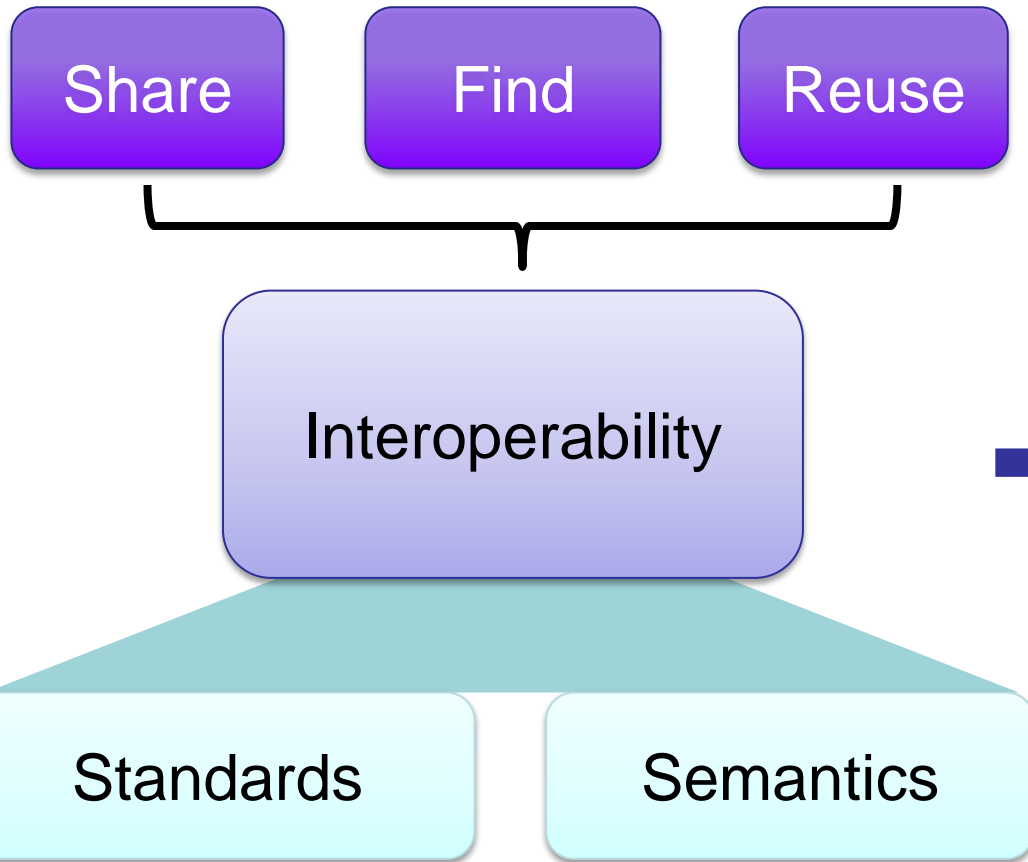 Share
Find
Reuse
Interoperability
Standards
Semantics